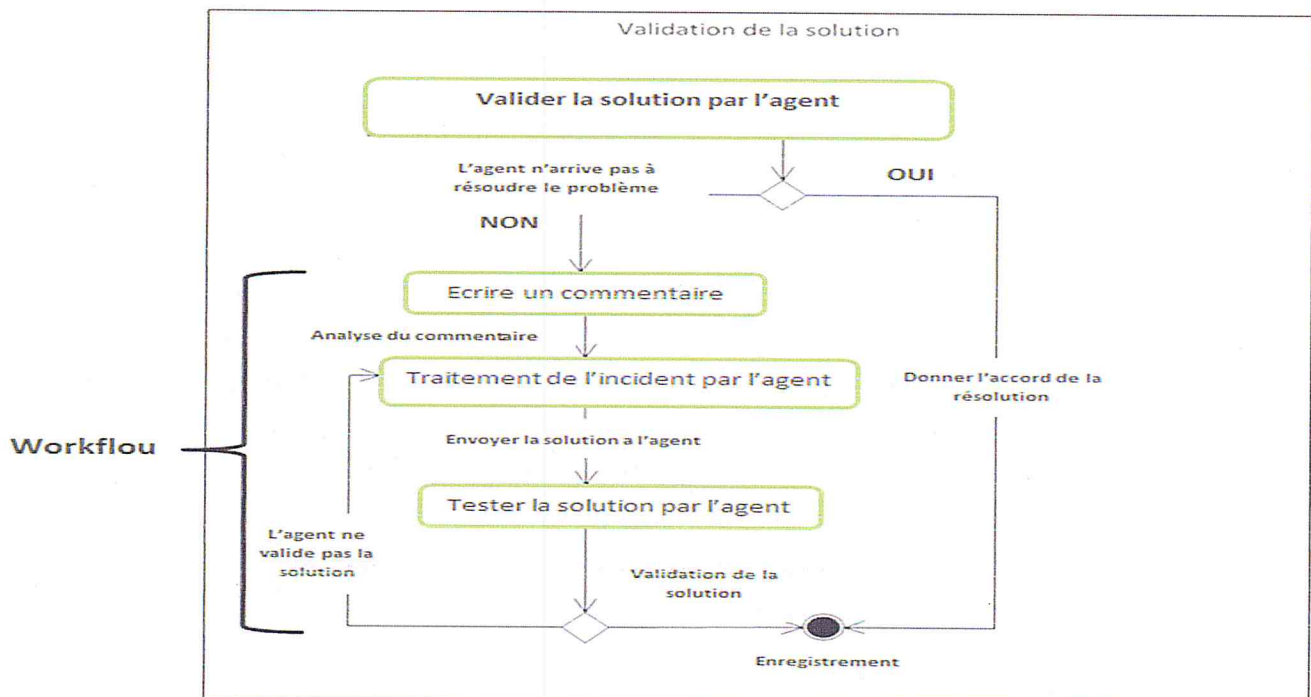 Validation de la solution
Valider la solution par l'agent
L'agent n'arrive pas à
résoudre le problème
OUI
NON
Ecrire un commentaire
Analyse du commentaire
Traitement de l'incident par l'agent
Donner l'accord de la
résolution
Envoyer la solution a l'agent
Workflou
Tester la solution par l'agent
L'agent ne
valide pas la
solution
Validation de la
solution
Enregistrement